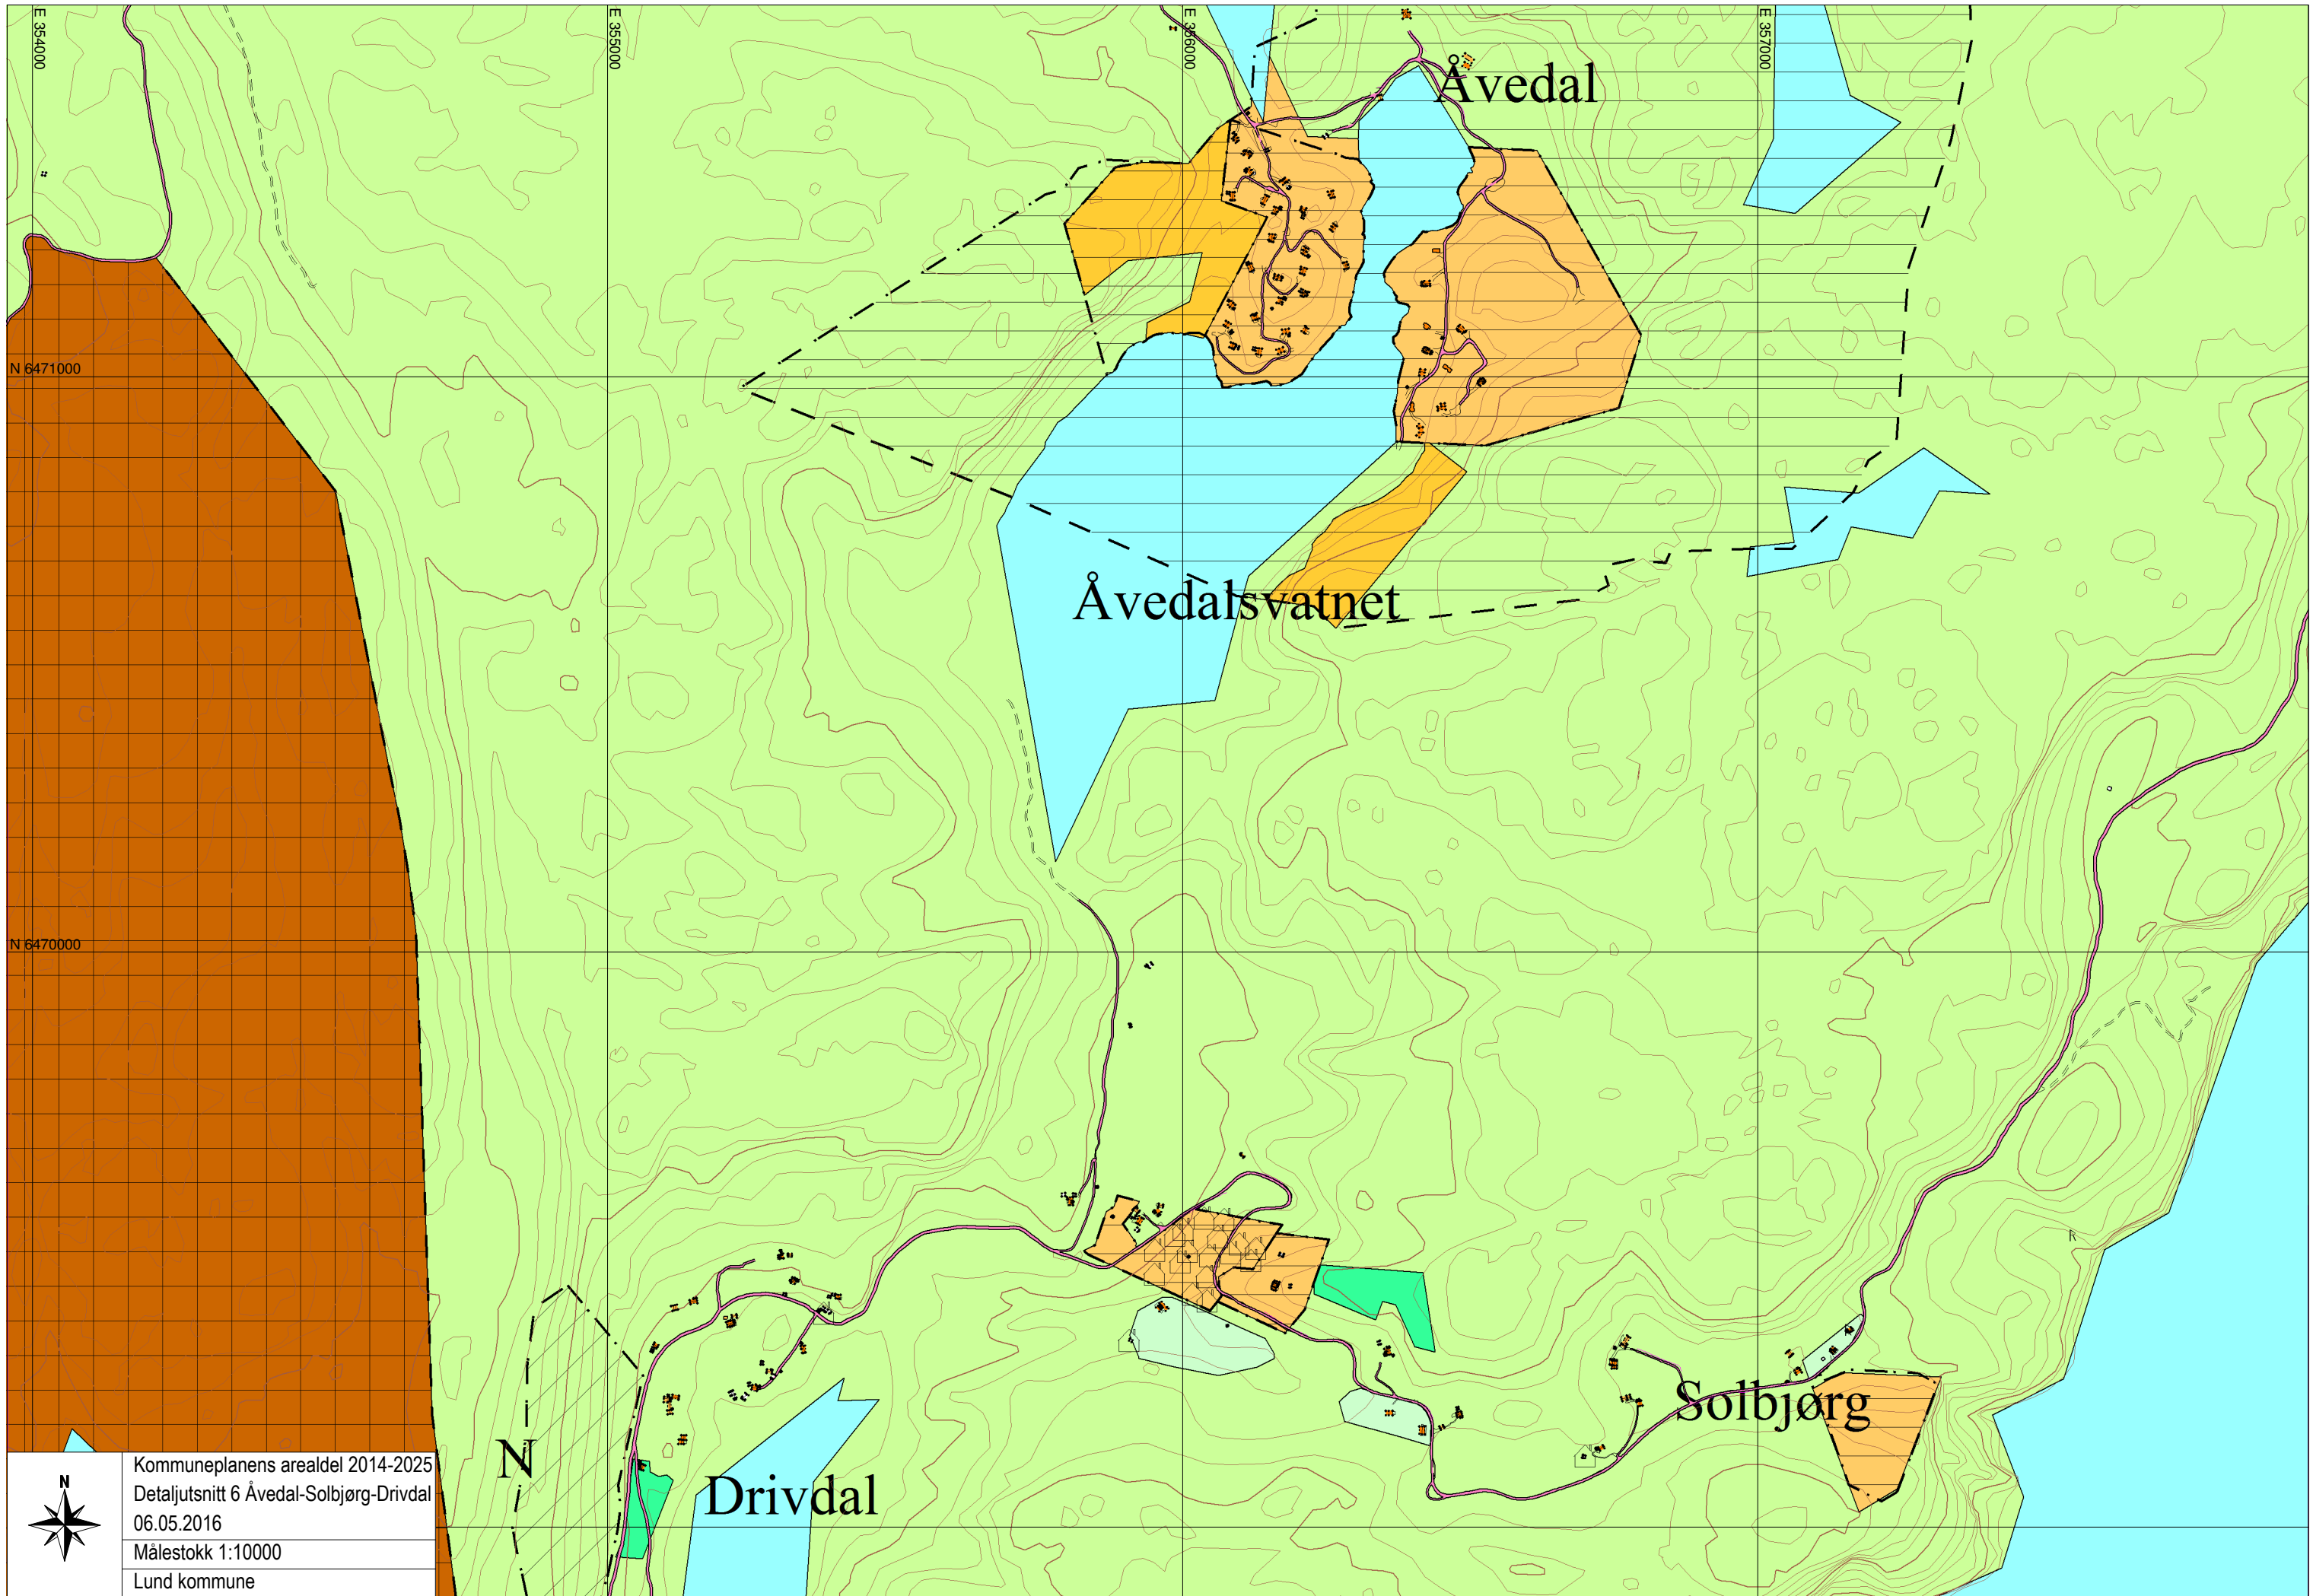 E 354000
E 355000
E 356000
E 357000
Åvedal
N 6471000
Åvedalsvatnet
N 6470000
Solbjørg
N
Drivdal
N
Kommuneplanens arealdel 2014-2025
Detaljutsnitt 6 Åvedal-Solbjørg-Drivdal
06.05.2016
Målestokk 1:10000
Lund kommune